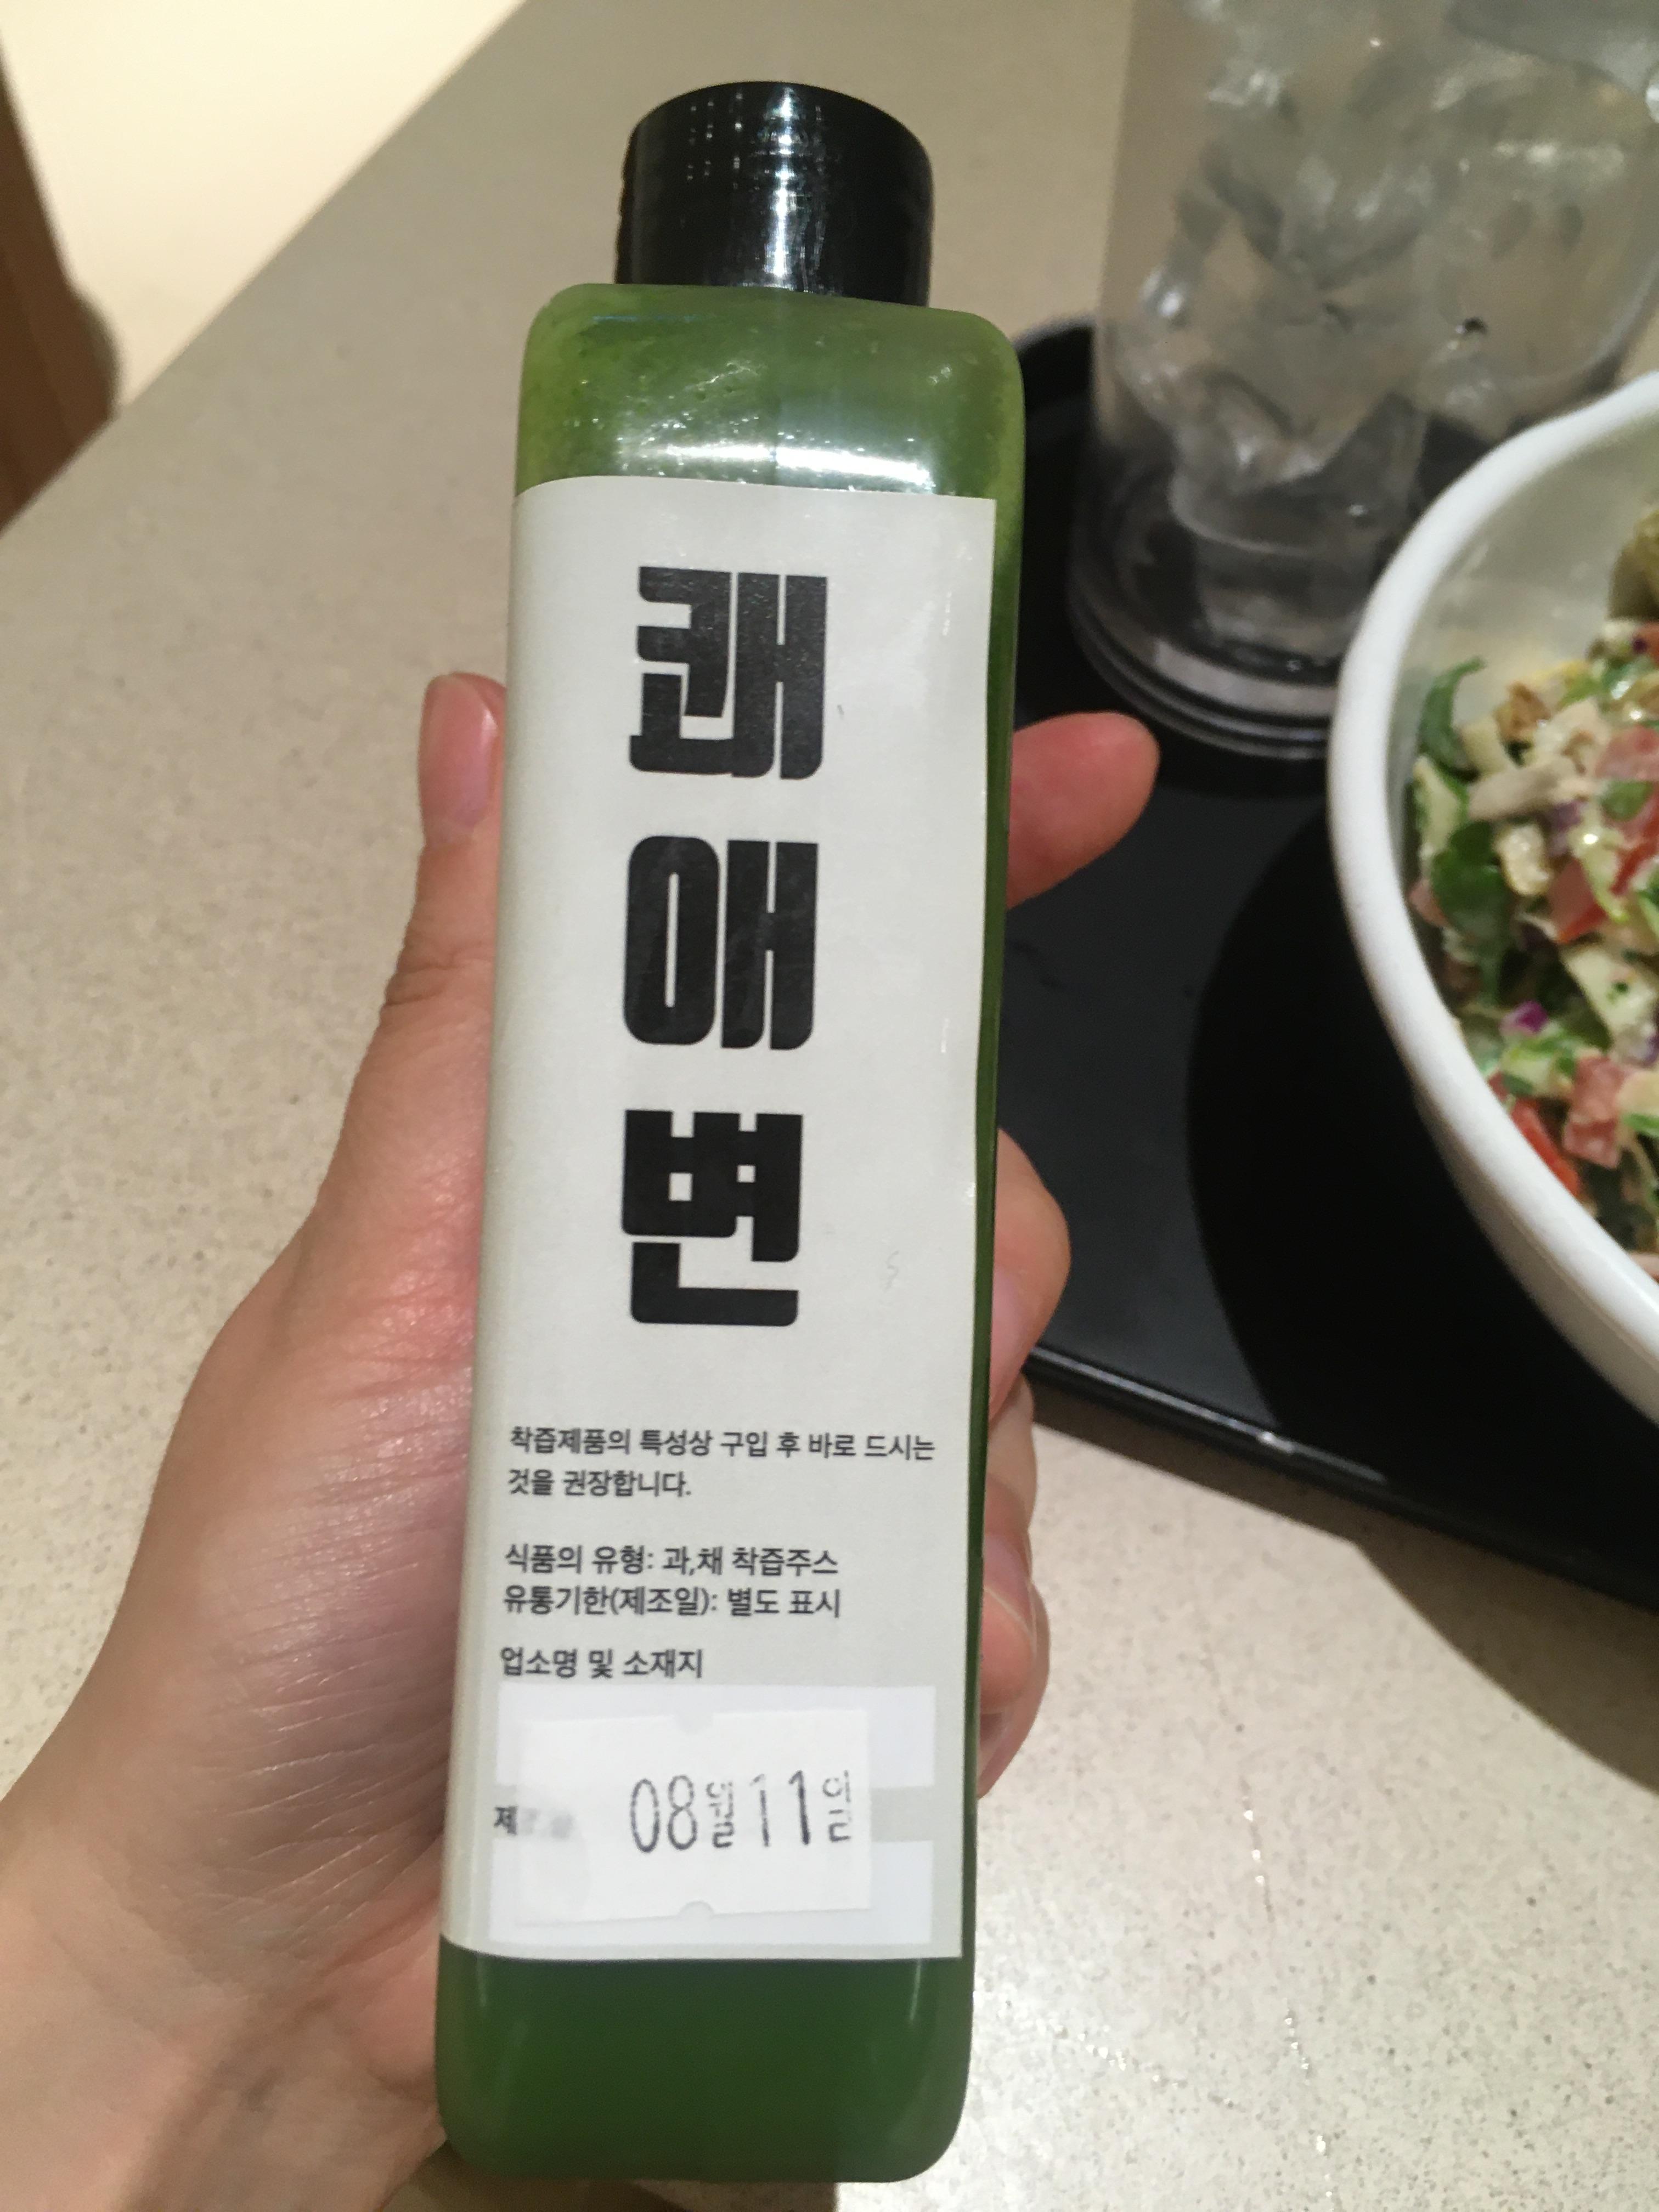 쾌
애
변
착즙제품의 특성상 구입 후 바로 드시는
것을 권장합니다.
식품의 유형: 과,채 착즙주스
유통기한(제조일): 별도 표시
업소명 및 소재지
08월11일